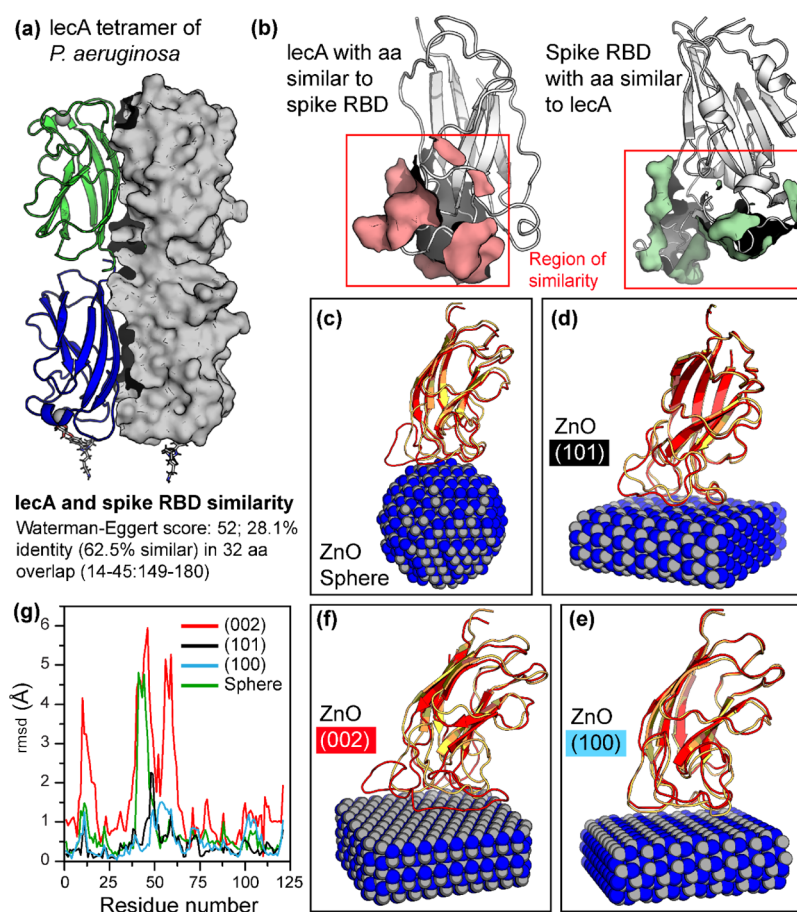 (a) lecA tetramer of
P. aeruginosa
(b)
lecA with aa
similar to
spike RBD
Spike RBD
with aa similar
to lecA
Region of
similarity
lecA and spike RBD similarity
Waterman-Eggert score: 52; 28.1%
identity (62.5% similar) in 32 aa
overlap (14-45:149-180)
(c)
ZnO
Sphere
(d)
ZnO
(101)
(g)
6
5
4
3
2
1
0
rmsd (Å)
(002)
(101)
(100)
Sphere
0 25 50 75 100 125
Residue number
(f)
ZnO
(002)
(e)
ZnO
(100)